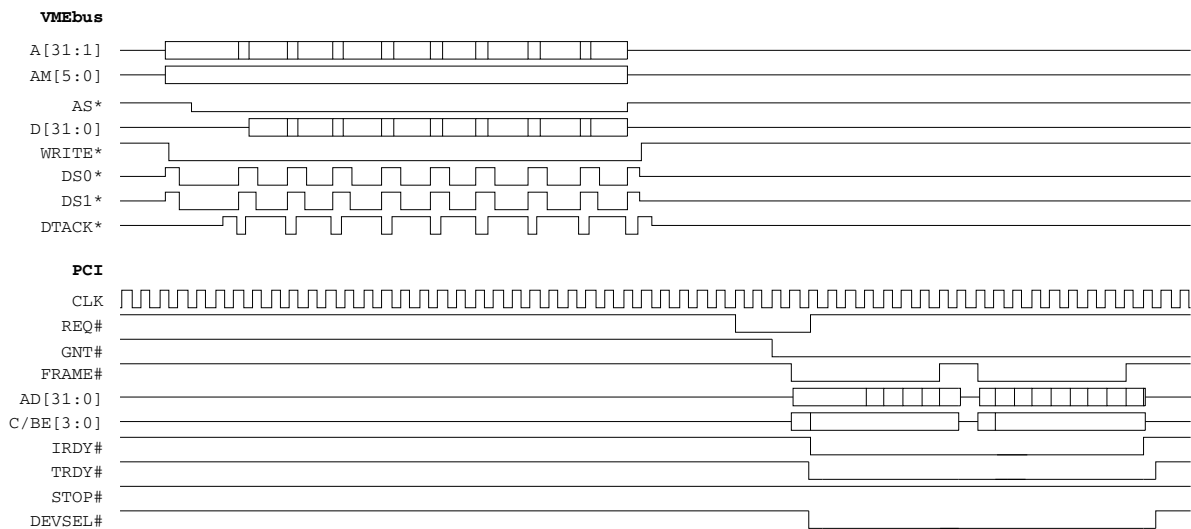 VMEbus
A[31:1]
AM[5:0]
AS*
D[31:0]
WRITE*
DS0*
DS1*
DTACK*
PCI
CLK
REQ#
GNT#
FRAME#
AD[31:0]
C/BE[3:0]
IRDY#
TRDY#
STOP#
DEVSEL#